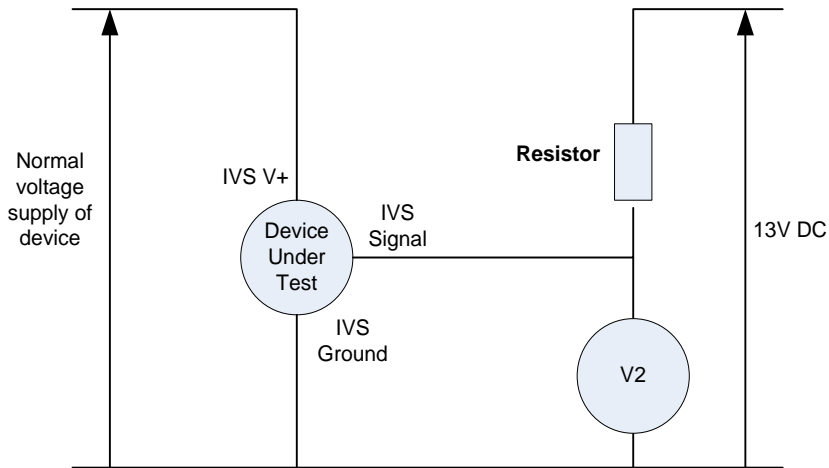 Normal
voltage
supply of
device
IVS V+
Device
Under
Test
IVS
Signal
IVS
Ground
Resistor
V2
13V DC